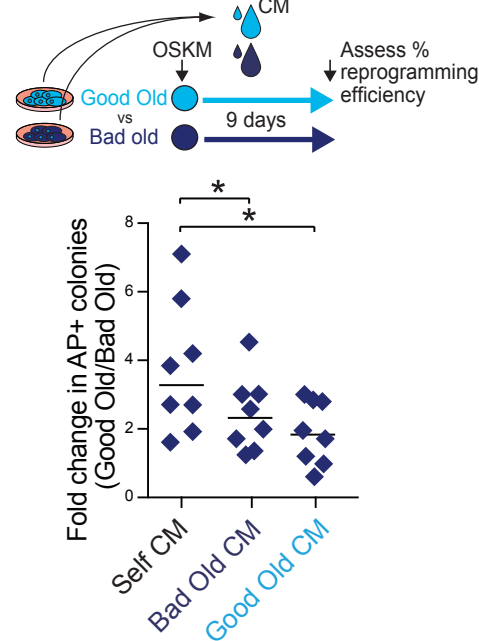 CM
OSKM
Assess %
reprogramming
efficiency
Good Old
vs
Bad old
9 days
*
*
Fold change in AP+ colonies
(Good Old/Bad Old)
8
6
4
2
0
Self CM
Bad Old CM
Good Old CM